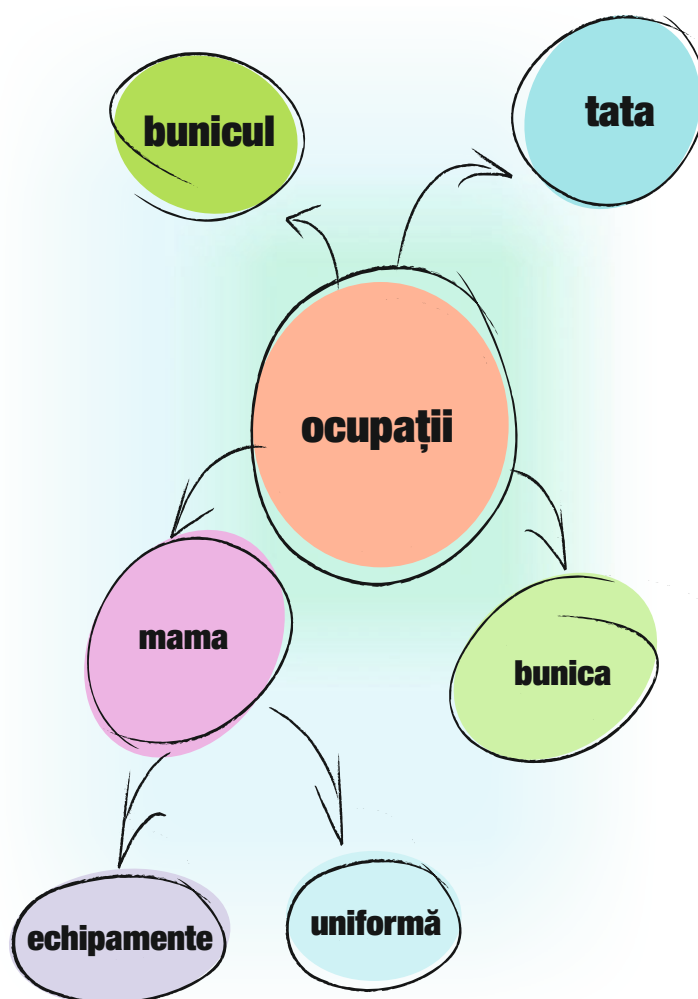 bunicul
tata
ocupații
mama
bunica
echipamente
uniformă